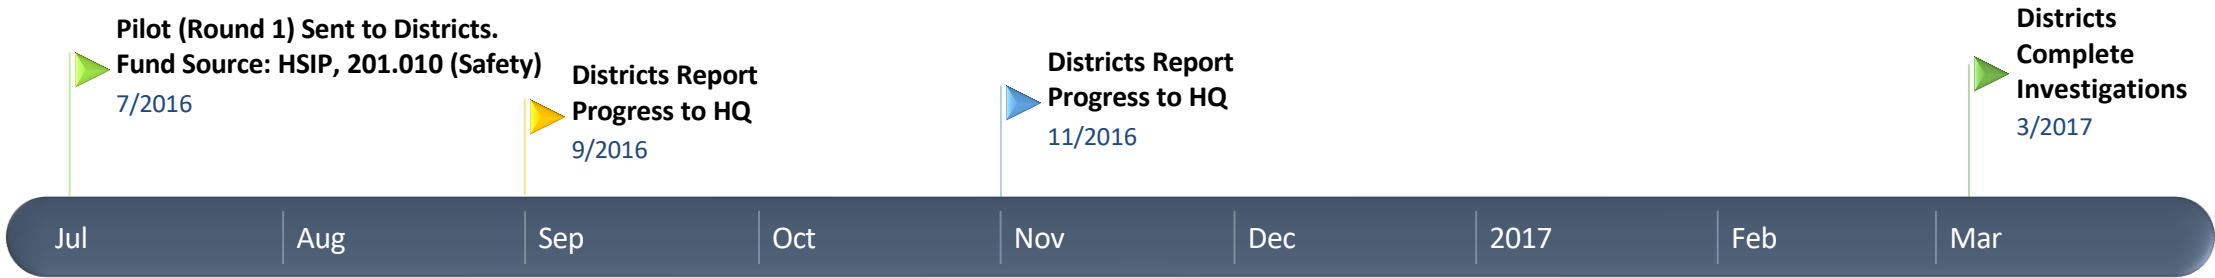 Pilot (Round 1) Sent to Districts.
Fund Source: HSIP, 201.010 (Safety)
7/2016
Districts Report
Progress to HQ
9/2016
Districts Report
Progress to HQ
11/2016
Districts
Complete
Investigations
3/2017
Jul Aug Sep Oct Nov Dec 2017 Feb Mar